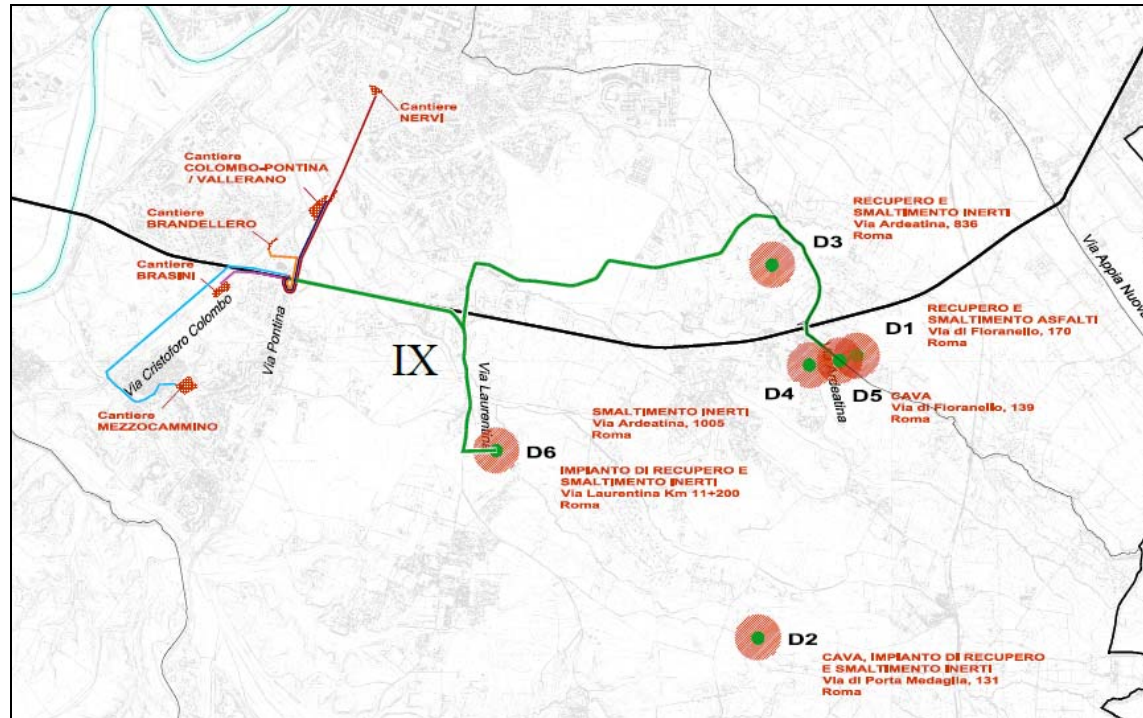 Cantiere
NERVI
Cantiere
COLOMBO-PONTINA
/ VALLERANO
Cantiere
BRANDELLERO
Cantiere
BRASINI
Via Cristoforo Colombo
Via Pontina
Cantiere
MEZZOCAMMINO
IX
Via Laurentina
D3
RECUPERO E
SMALTIMENTO INERTI
Via Ardeatina, 836
Roma
Via Appia Nuova
D1
RECUPERO E
SMALTIMENTO ASFALTI
Via di Fioranello, 170
Roma
D4
Via Ardeatina
D5
CAVA
Via di Fioranello, 139
Roma
SMALTIMENTO INERTI
Via Ardeatina, 1005
Roma
D6
IMPIANTO DI RECUPERO E
SMALTIMENTO INERTI
Via Laurentina Km 11+200
Roma
D2
CAVA, IMPIANTO DI RECUPERO
E SMALTIMENTO INERTI
Via di Porta Medaglia, 131
Roma